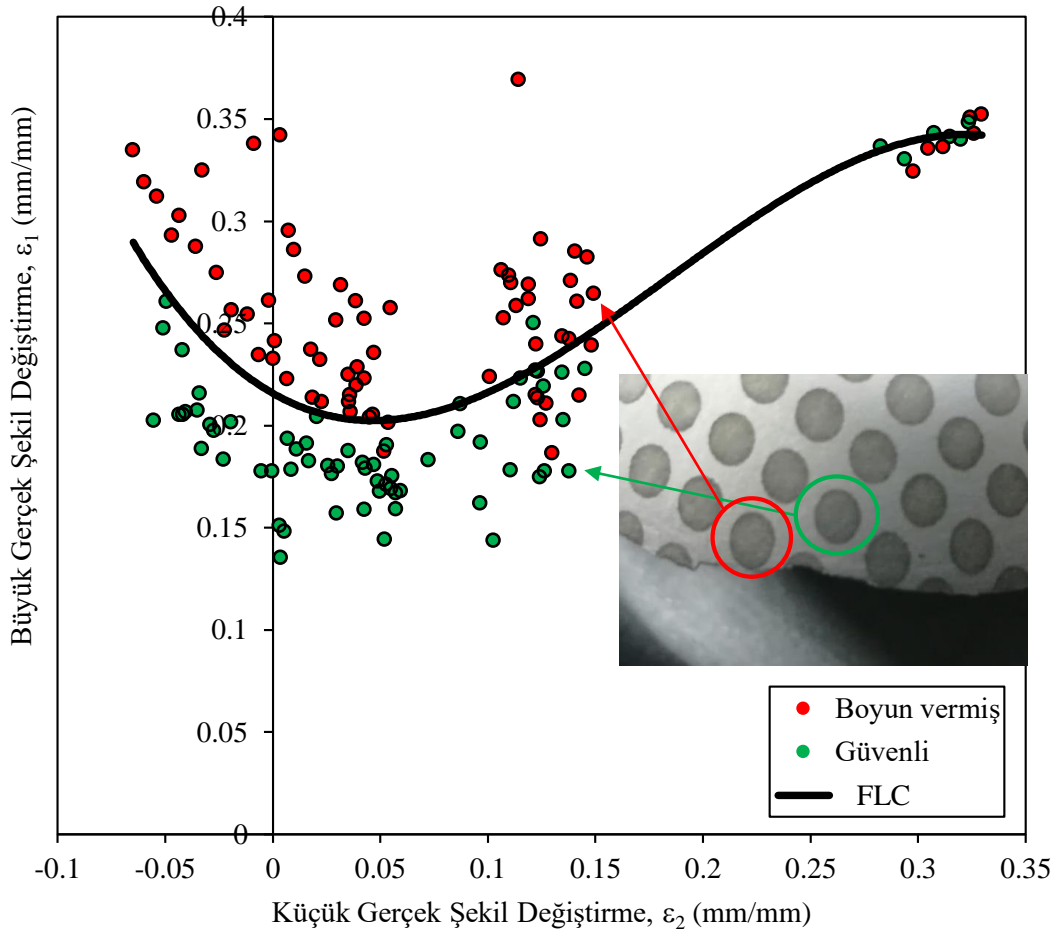 0.4
0.35
0.3
0.25
0.2
0.15
0.1
0.05
0
-0.1 -0.05 0 0.05 0.1 0.15 0.2 0.25 0.3 0.35
Büyük Gerçek Şekil Değiştirme, ε₁ (mm/mm)
Küçük Gerçek Şekil Değiştirme, ε₂ (mm/mm)
Boyun vermiş
Güvenli
FLC